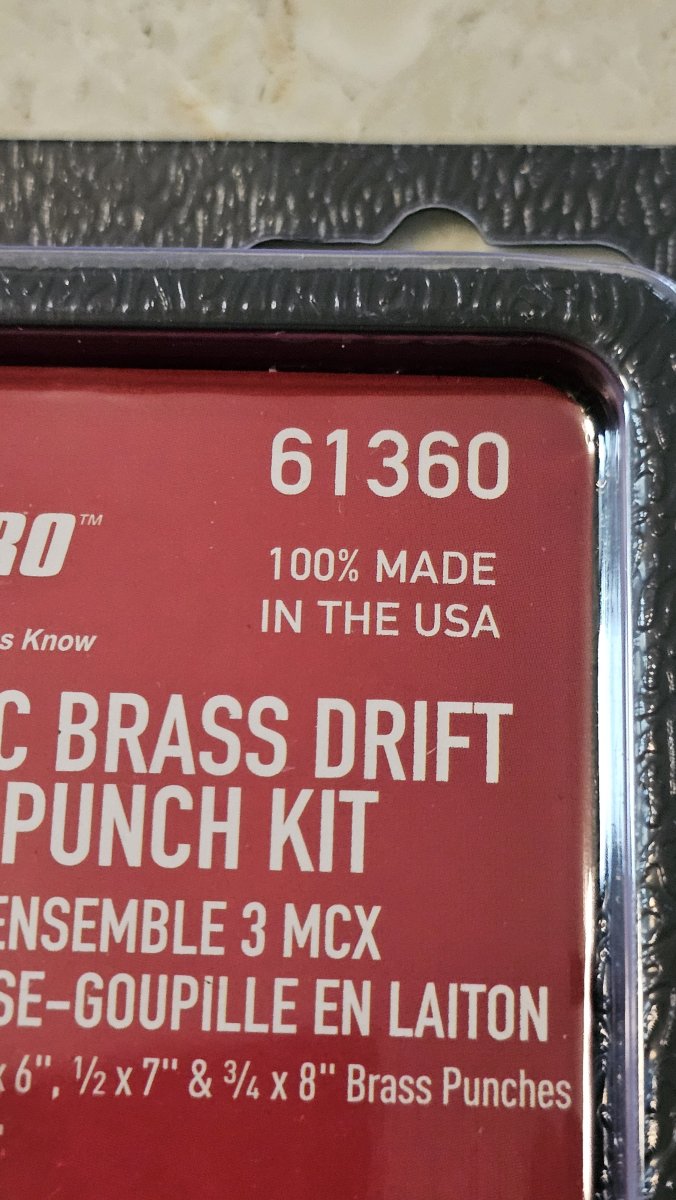 61360
100% MADE
IN THE USA
RO™
s Know
C BRASS DRIFT
PUNCH KIT
ENSEMBLE 3 MCX
SE-GOUPILLE EN LAITON
x 6", ½ x 7" & ¾ x 8" Brass Punches